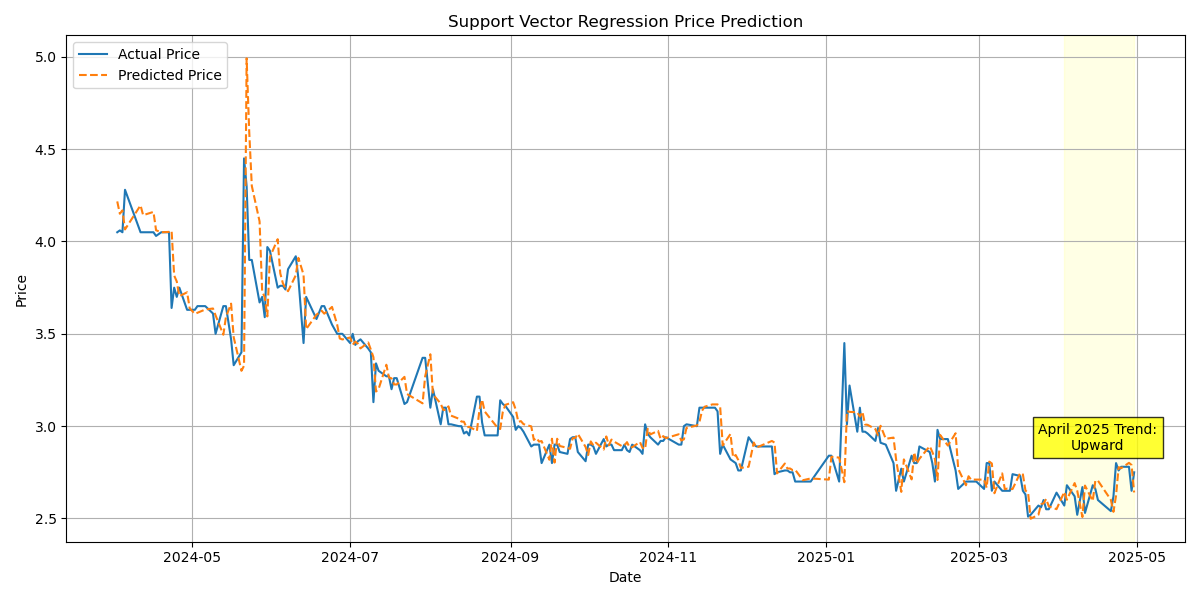 Support Vector Regression Price Prediction
Actual Price
Predicted Price
5.0
4.5
4.0
3.5
3.0
2.5
Price
April 2025 Trend:
Upward
2024-05
2024-07
2024-09
2024-11
2025-01
2025-03
2025-05
Date